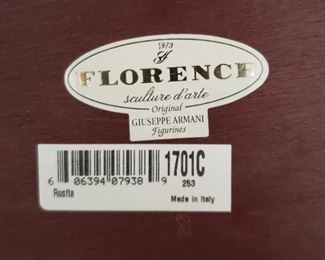 1973
FLORENCE
sculture d'arte
Original
GIUSEPPE ARMANI
Figurines
1701C
253
6 06394 07938 9
Rosita Made in Italy